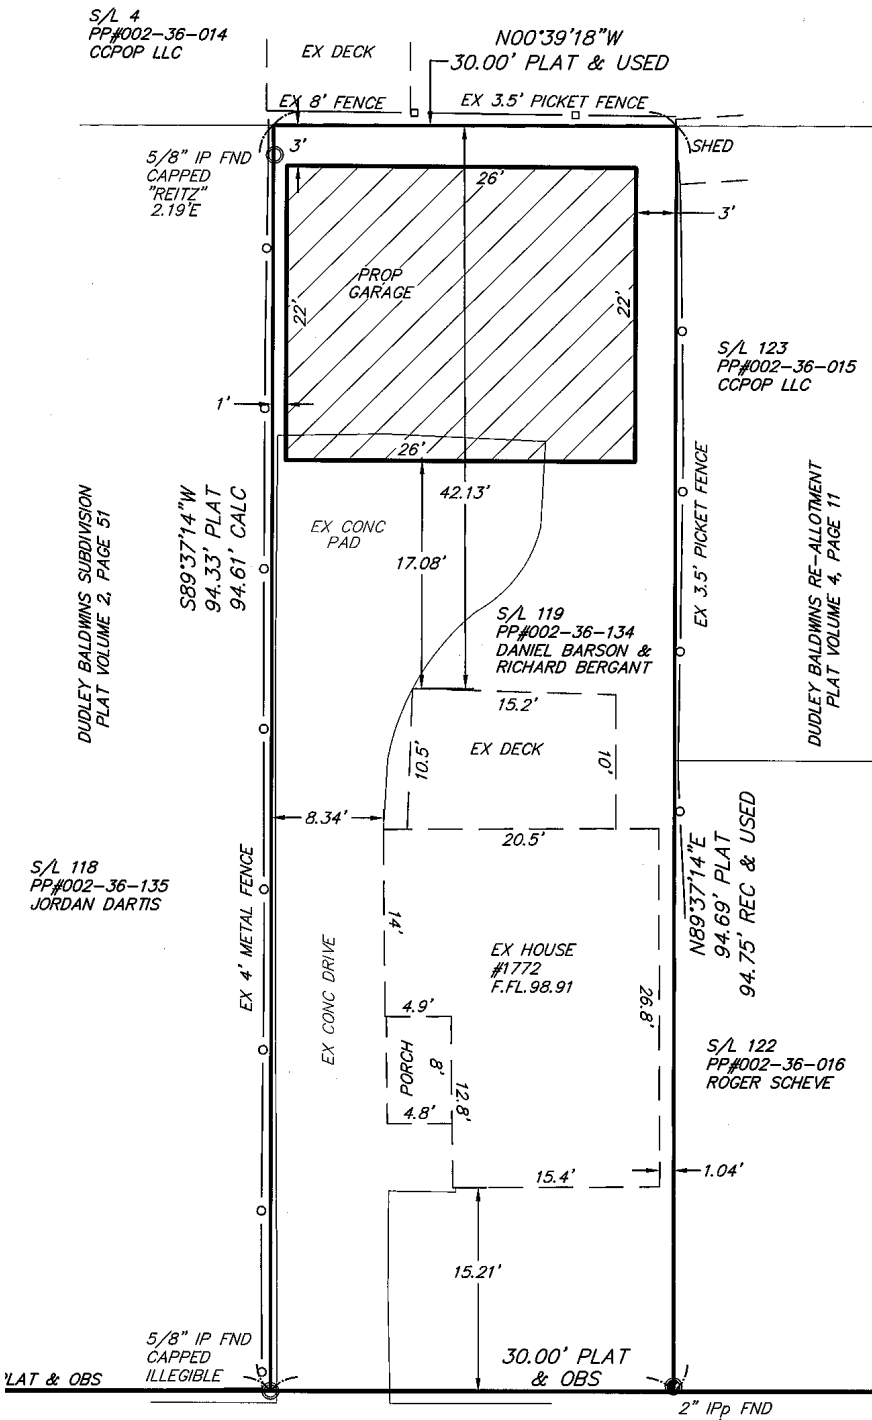 S/L 4
PP#002-36-014
CCPOP LLC
EX DECK
N00°39'18"W
30.00' PLAT & USED
EX 8' FENCE
EX 3.5' PICKET FENCE
5/8" IP FND
CAPPED
"REITZ"
2.19'E
3'
SHED
26'
3'
PROP
GARAGE
22'
22'
S/L 123
PP#002-36-015
CCPOP LLC
1'
26'
42.13'
EX CONC
PAD
17.08'
DUDLEY BALDWINS SUBDIVISION
PLAT VOLUME 2, PAGE 51
S89°37'14"W
94.33' PLAT
94.61' CALC
EX 3.5' PICKET FENCE
DUDLEY BALDWINS RE-ALLOTMENT
PLAT VOLUME 4, PAGE 11
S/L 119
PP#002-36-134
DANIEL BARSON &
RICHARD BERGANT
15.2'
10.5'
EX DECK
10'
8.34'
20.5'
S/L 118
PP#002-36-135
JORDAN DARTIS
EX 4' METAL FENCE
EX CONC DRIVE
14'
EX HOUSE
#1772
F.FL.98.91
26.8'
N89°37'14"E
94.69' PLAT
94.75' REC & USED
4.9'
PORCH
8'
12.8'
4.8'
S/L 122
PP#002-36-016
ROGER SCHEVE
15.4'
1.04'
15.21'
5/8" IP FND
CAPPED
ILLEGIBLE
30.00' PLAT
& OBS
PLAT & OBS
2" IPp FND